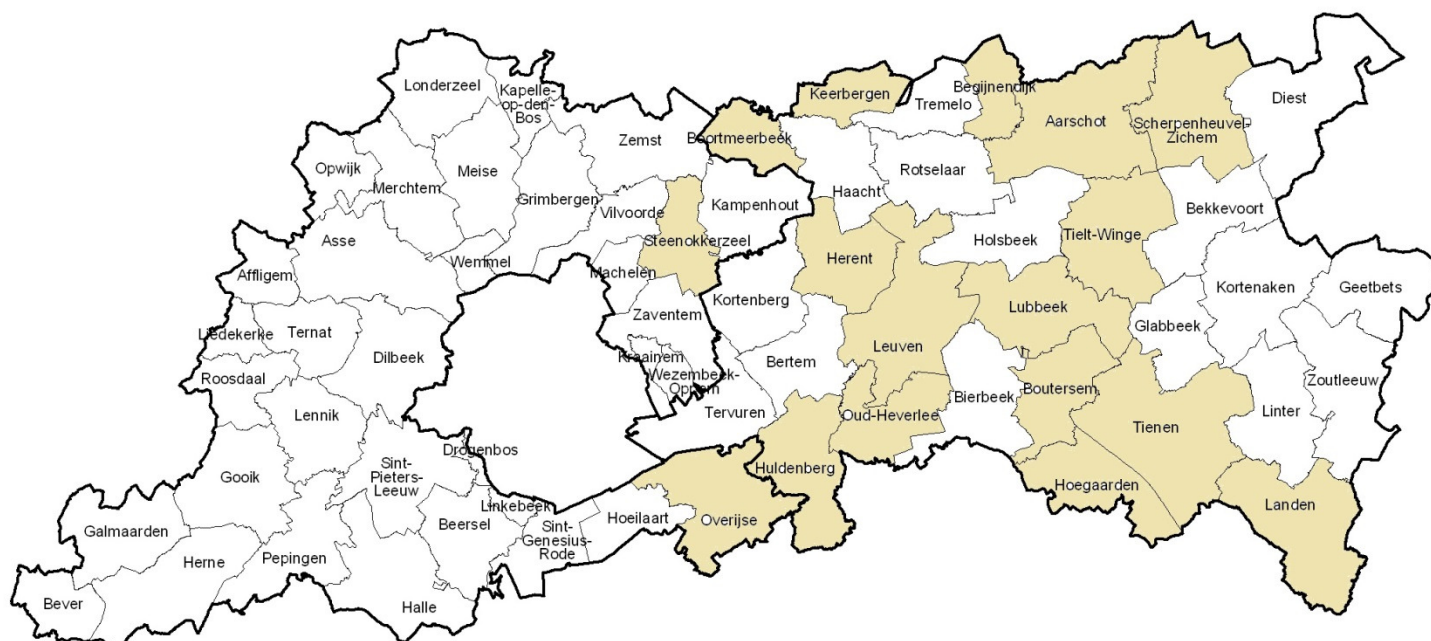 Londerzeel
Kapelle-
op-den-
Bos
Zemst
Opwijk
Merchtem
Meise
Grimbergen
Vilvoorde
Kampenhout
Boortmeerbeek
Keerbergen
Tremelo
Begijnendijk
Aarschot
Scherpenheuvel-
Zichem
Diest
Haacht
Rotselaar
Asse
Affligem
Wemmel
Machelen
Steenokkerzeel
Herent
Holsbeek
Tielt-Winge
Bekkevoort
Liedekerke
Ternat
Dilbeek
Zaventem
Kortenberg
Leuven
Lubbeek
Glabbeek
Kortenaken
Geetbets
Roosdaal
Lennik
Kraainem
Wezembeek-
Oppem
Tervuren
Bertem
Oud-Heverlee
Bierbeek
Boutersem
Tienen
Linter
Zoutleeuw
Gooik
Sint-
Pieters-
Leeuw
Drogenbos
Huldenberg
Hoegaarden
Landen
Galmaarden
Herne
Pepingen
Beersel
Linkebeek
Sint-
Genesius-
Rode
Hoeilaart
Overijse
Bever
Halle